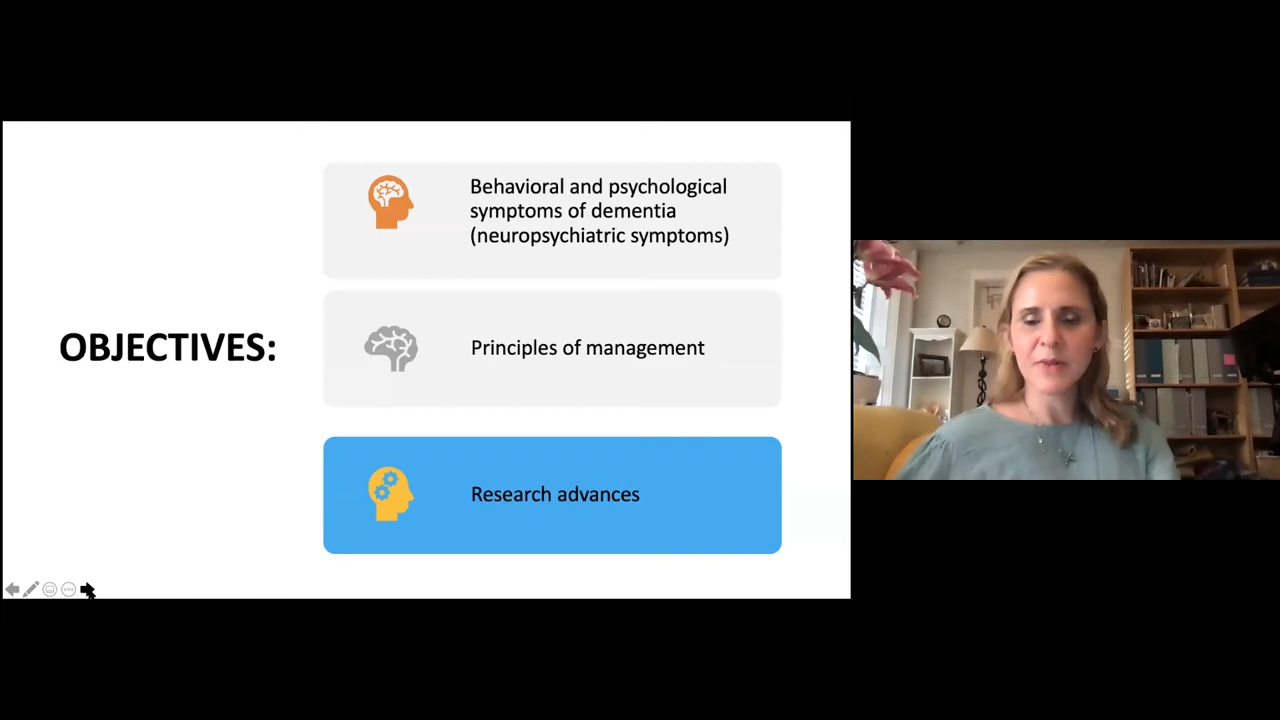 OBJECTIVES:
Behavioral and psychological
symptoms of dementia
(neuropsychiatric symptoms)
Principles of management
Research advances